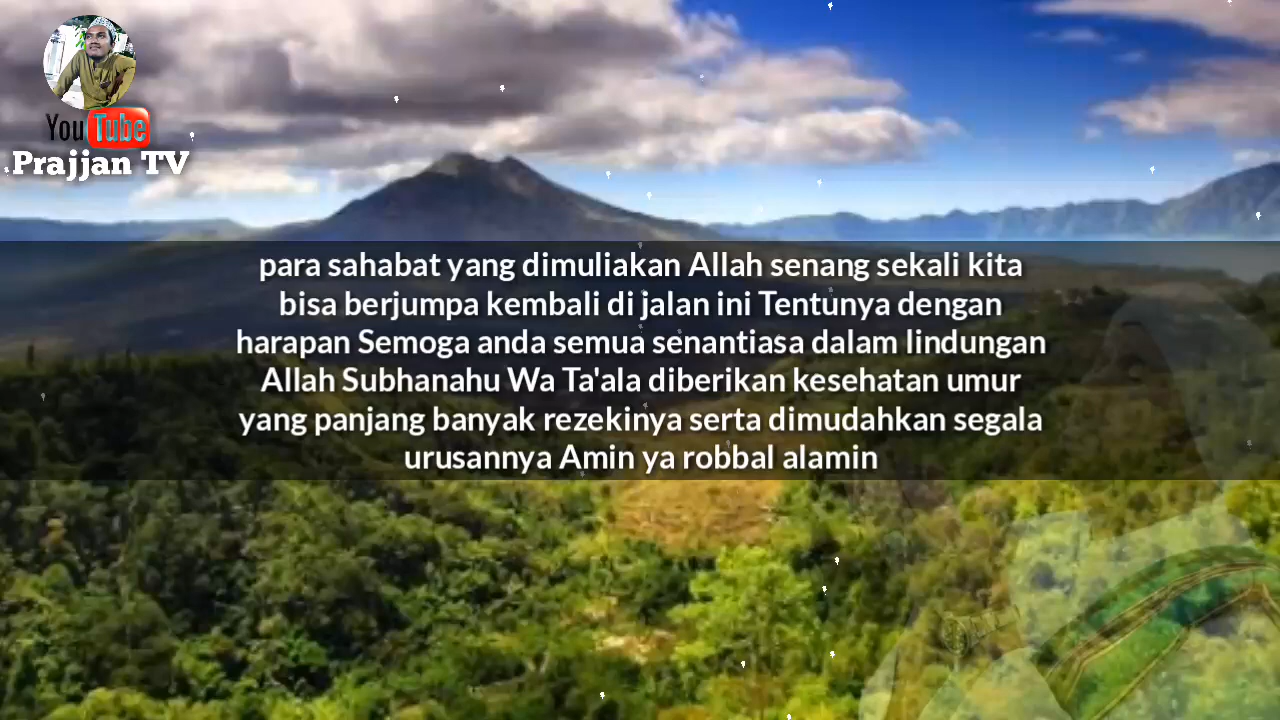 YouTube
Prajjan TV
para sahabat yang dimuliakan Allah senang sekali kita
bisa berjumpa kembali di jalan ini Tentunya dengan
harapan Semoga anda semua senantiasa dalam lindungan
Allah Subhanahu Wa Ta'ala diberikan kesehatan umur
yang panjang banyak rezekinya serta dimudahkan segala
urusannya Amin ya robbal alamin